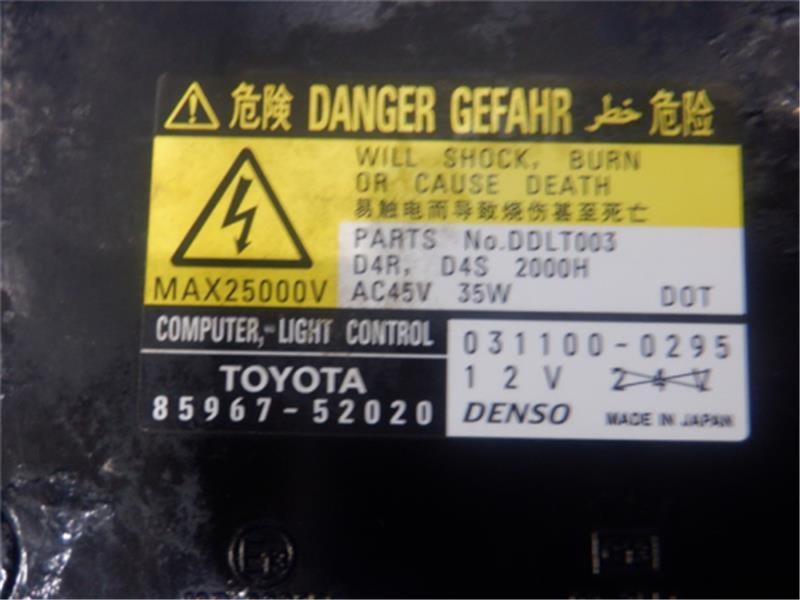 危険 DANGER GEFAHR خطر 危险
WILL SHOCK, BURN
OR CAUSE DEATH
易触电而导致烧伤甚至死亡
MAX25000V
PARTS No.DDLT003
D4R, D4S 2000H
AC45V 35W DOT
COMPUTER,-LIGHT CONTROL
TOYOTA
85967-52020
031100-0295
12V 24V
DENSO MADE IN JAPAN
E13